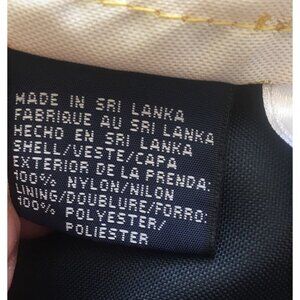 MADE IN SRI LANKA
FABRIQUE AU SRI LANKA
HECHO EN SRI LANKA
SHELL/VESTE/CAPA
EXTERIOR DE LA PRENDA:
100% NYLON/NILON
LINING/DOUBLURE/FORRO:
100% POLYESTER/
POLIÉSTER